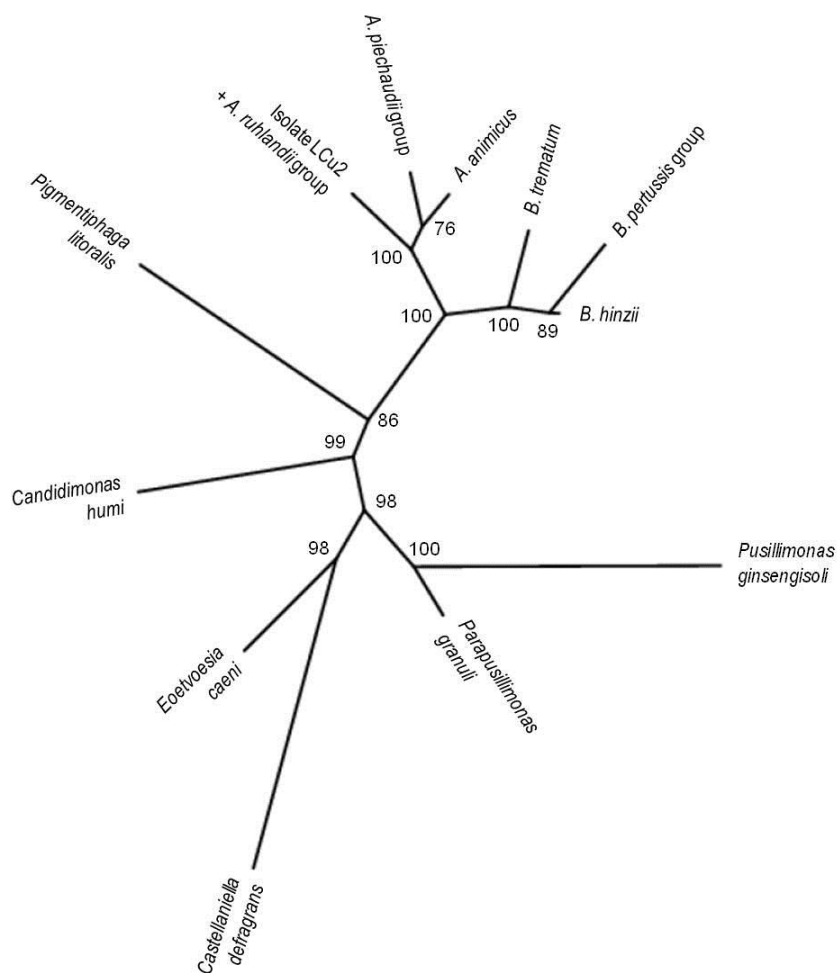 A. piechaudii group
Isolate LCu2
+ A. ruhlandii group
A. animicus
B. trematum
B. pertussis group
76
100
Pigmentiphaga
litoralis
100
100
89
B. hinzii
86
99
Candidimonas
humi
98
98
100
Pusillimonas
ginsengisoli
Parapusillimonas
granuli
Eoetvoesia
caeni
Castellaniella
defragrans